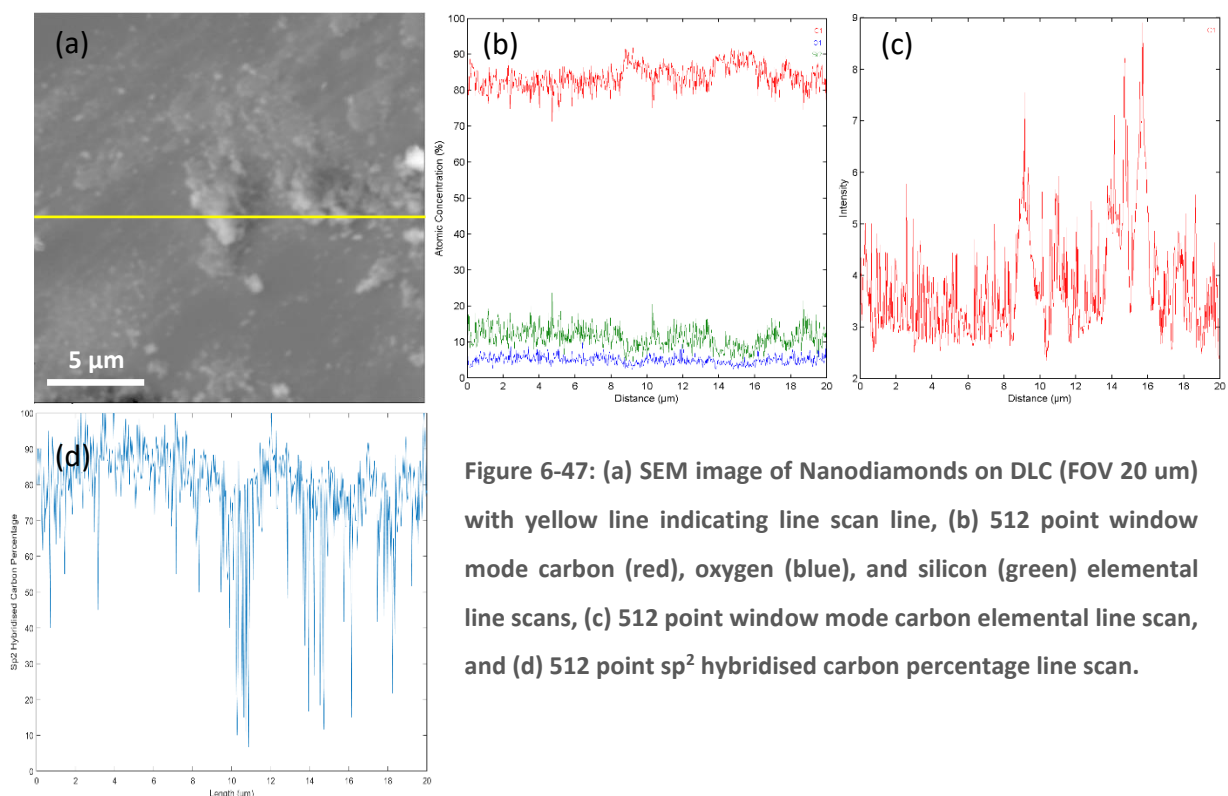 (a)
5 µm
(b)
100
90
80
70
60
50
40
30
20
10
0
Atomic Concentration (%)
0 2 4 6 8 10 12 14 16 18 20
Distance (µm)
C1
O1
(c)
9
8
7
6
5
4
3
2
Intensity
0 2 4 6 8 10 12 14 16 18 20
Distance (µm)
C1
(d)
100
90
80
70
60
50
40
30
20
10
0
Sp2 Hybridised Carbon Percentage
0 2 4 6 8 10 12 14 16 18 20
Length (µm)
Figure 6-47: (a) SEM image of Nanodiamonds on DLC (FOV 20 um)
with yellow line indicating line scan line, (b) 512 point window
mode carbon (red), oxygen (blue), and silicon (green) elemental
line scans, (c) 512 point window mode carbon elemental line scan,
and (d) 512 point sp² hybridised carbon percentage line scan.